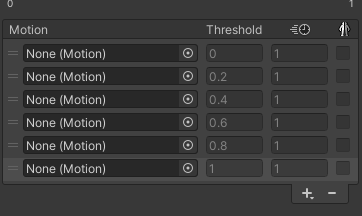 0 1
Motion Threshold
None (Motion) 0 1
None (Motion) 0.2 1
None (Motion) 0.4 1
None (Motion) 0.6 1
None (Motion) 0.8 1
None (Motion) 1 1